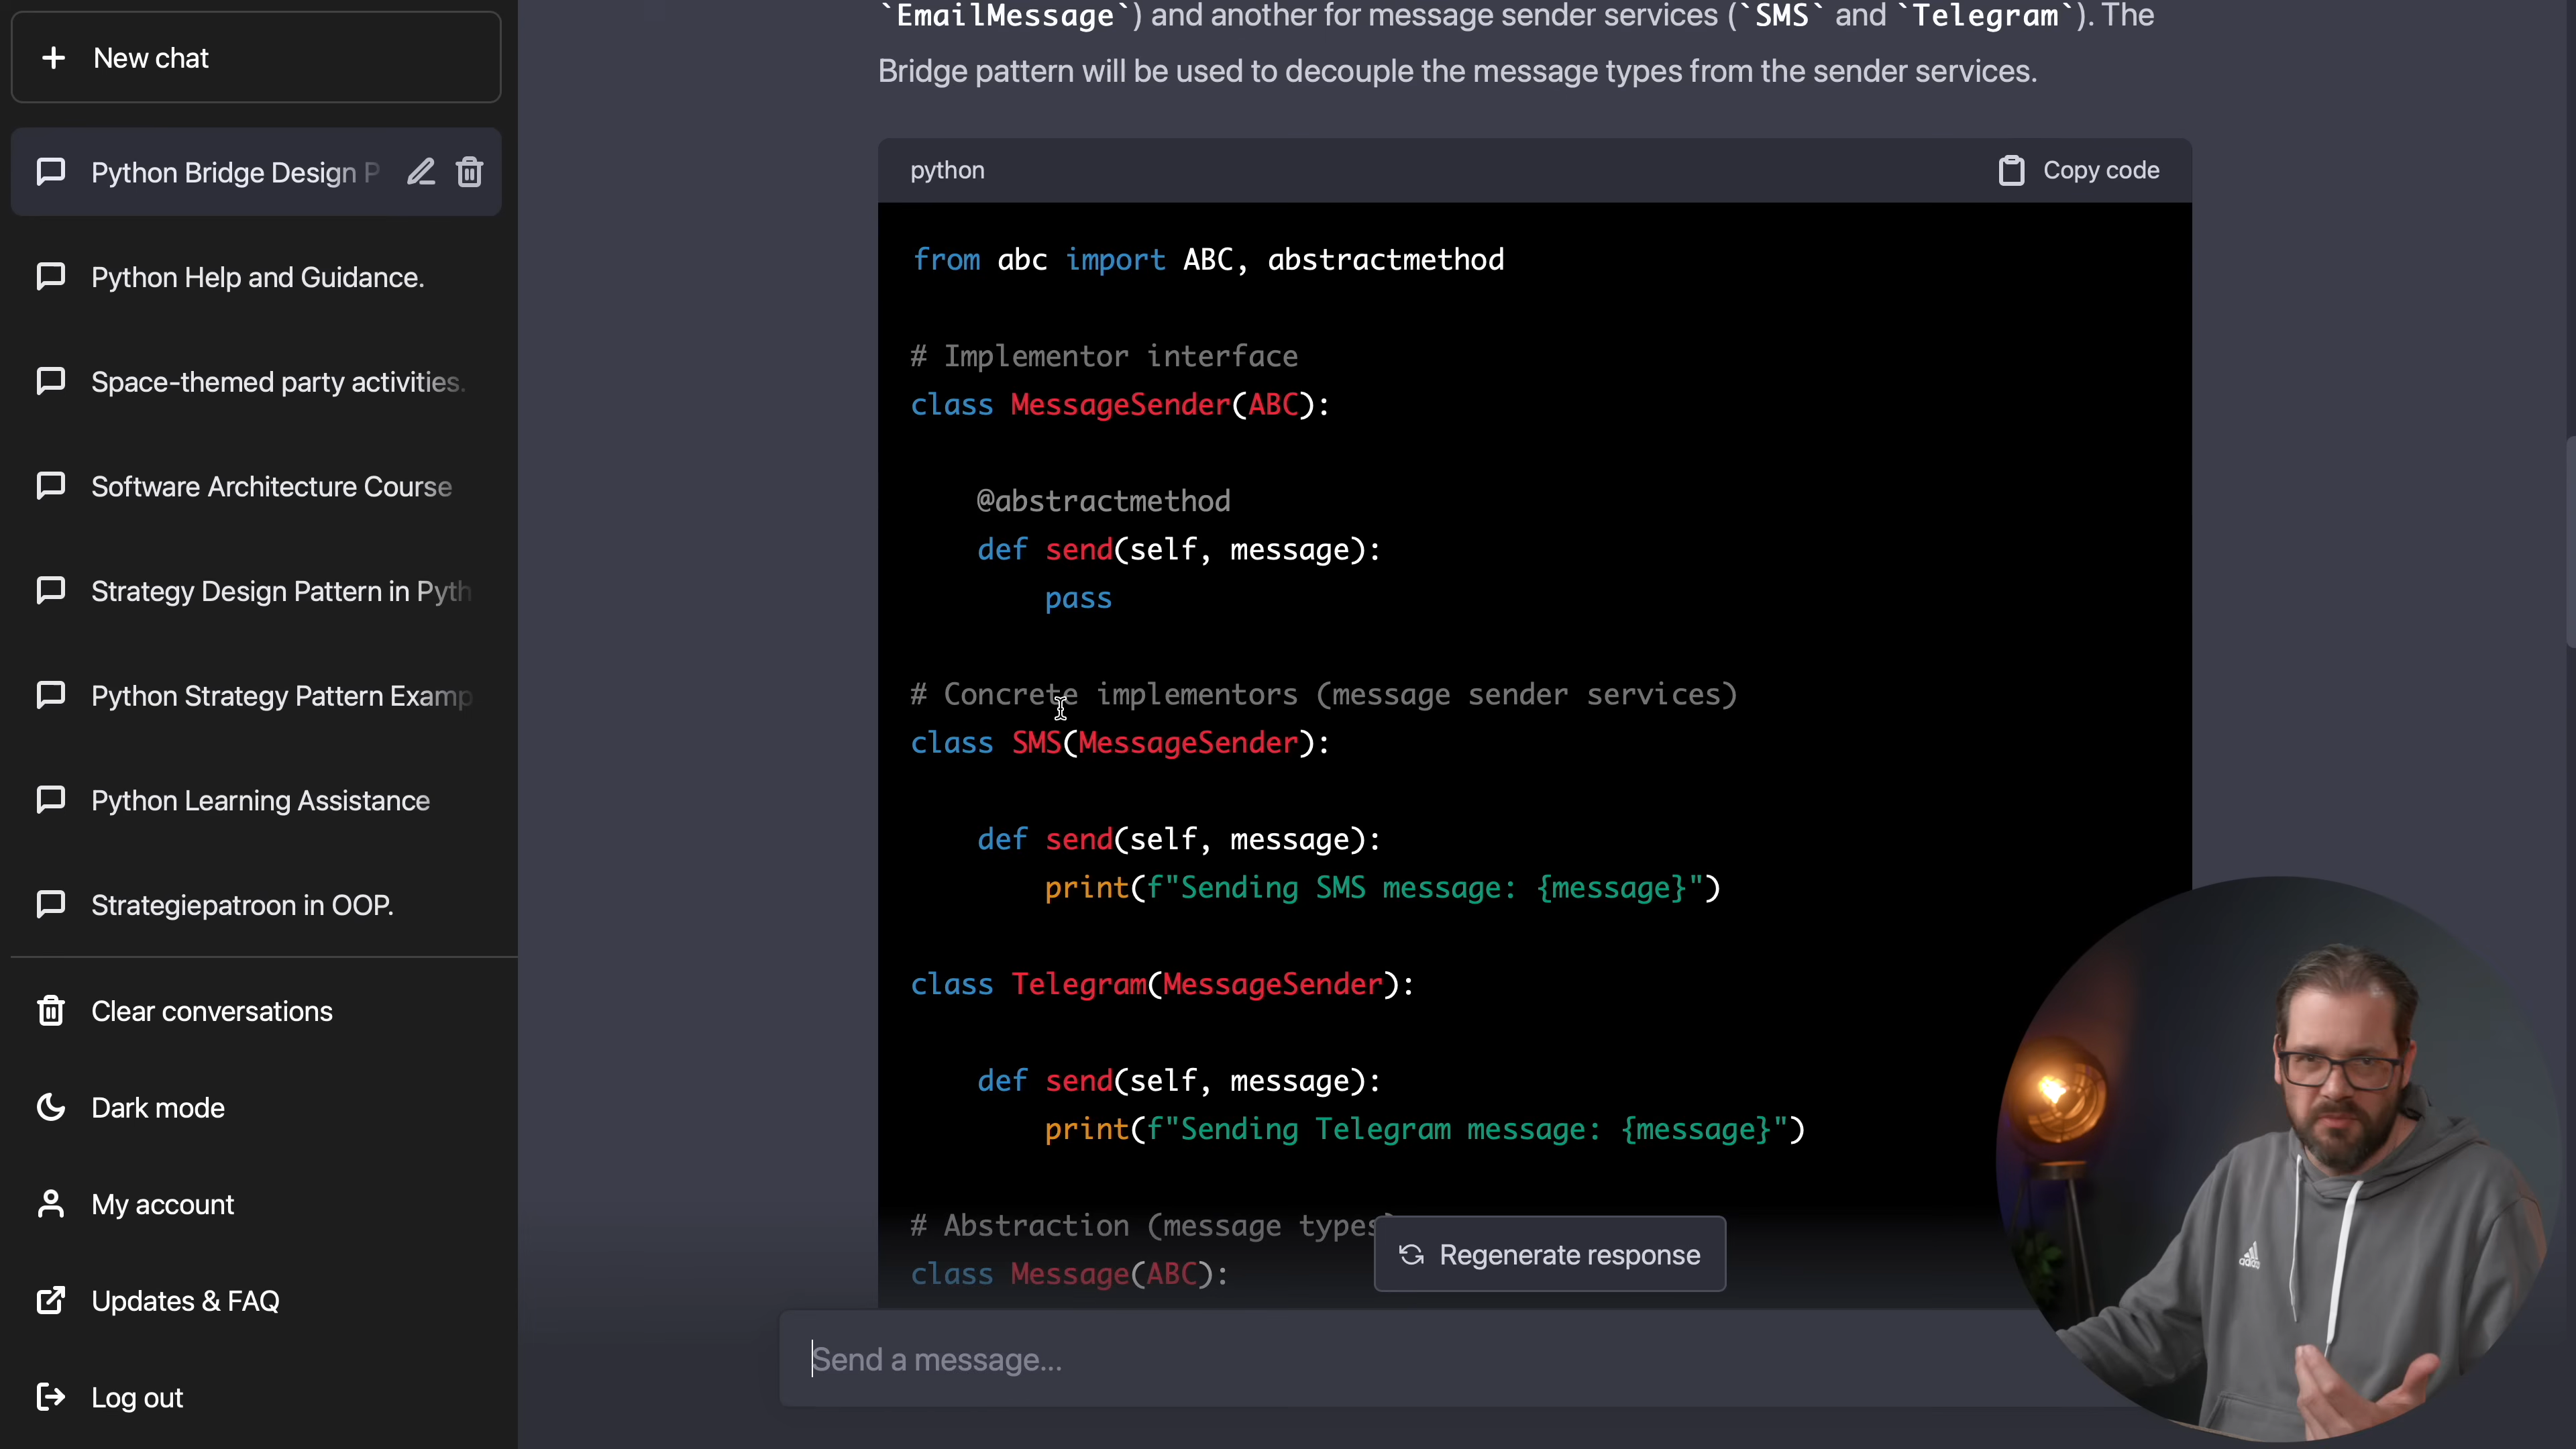 New chat
Python Bridge Design P
Python Help and Guidance.
Space-themed party activities.
Software Architecture Course
Strategy Design Pattern in Pyth
Python Strategy Pattern Examp
Python Learning Assistance
Strategiepatroon in OOP.
Clear conversations
Dark mode
My account
Updates & FAQ
Log out
`EmailMessage`) and another for message sender services (`SMS` and `Telegram`). The
Bridge pattern will be used to decouple the message types from the sender services.
python
Copy code
from abc import ABC, abstractmethod
# Implementor interface
class MessageSender(ABC):
@abstractmethod
def send(self, message):
pass
# Concrete implementors (message sender services)
class SMS(MessageSender):
def send(self, message):
print(f"Sending SMS message: {message}")
class Telegram(MessageSender):
def send(self, message):
print(f"Sending Telegram message: {message}")
# Abstraction (message types)
class Message(ABC):
Regenerate response
Send a message...
adidas